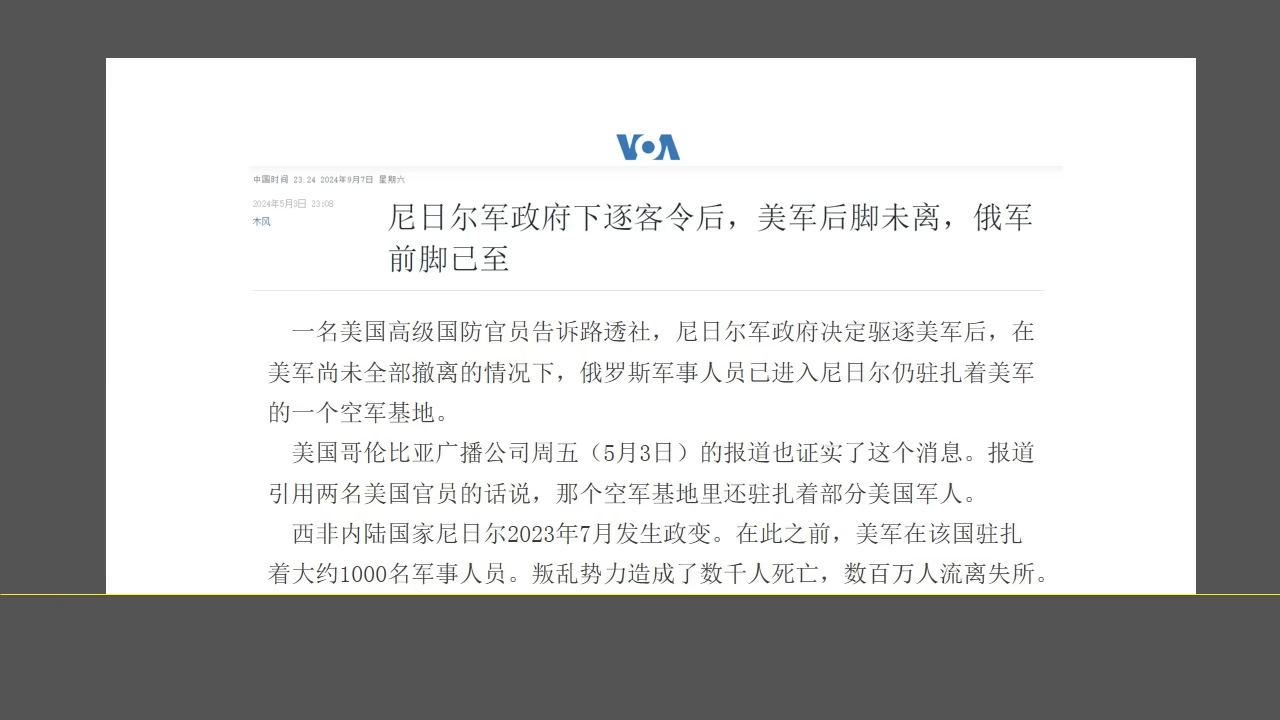 VOA
中国时间 23:24 2024年9月7日 星期六
2024年5月3日 23:08
木风
尼日尔军政府下逐客令后，美军后脚未离，俄军
前脚已至
一名美国高级国防官员告诉路透社，尼日尔军政府决定驱逐美军后，在
美军尚未全部撤离的情况下，俄罗斯军事人员已进入尼日尔仍驻扎着美军
的一个空军基地。
美国哥伦比亚广播公司周五（5月3日）的报道也证实了这个消息。报道
引用两名美国官员的话说，那个空军基地里还驻扎着部分美国军人。
西非内陆国家尼日尔2023年7月发生政变。在此之前，美军在该国驻扎
着大约1000名军事人员。叛乱势力造成了数千人死亡，数百万人流离失所。